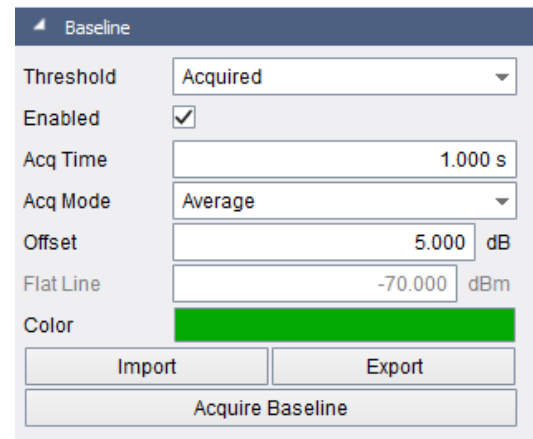 Baseline
Threshold Acquired
Enabled
Acq Time 1.000 s
Acq Mode Average
Offset 5.000 dB
Flat Line -70.000 dBm
Color
Import Export
Acquire Baseline